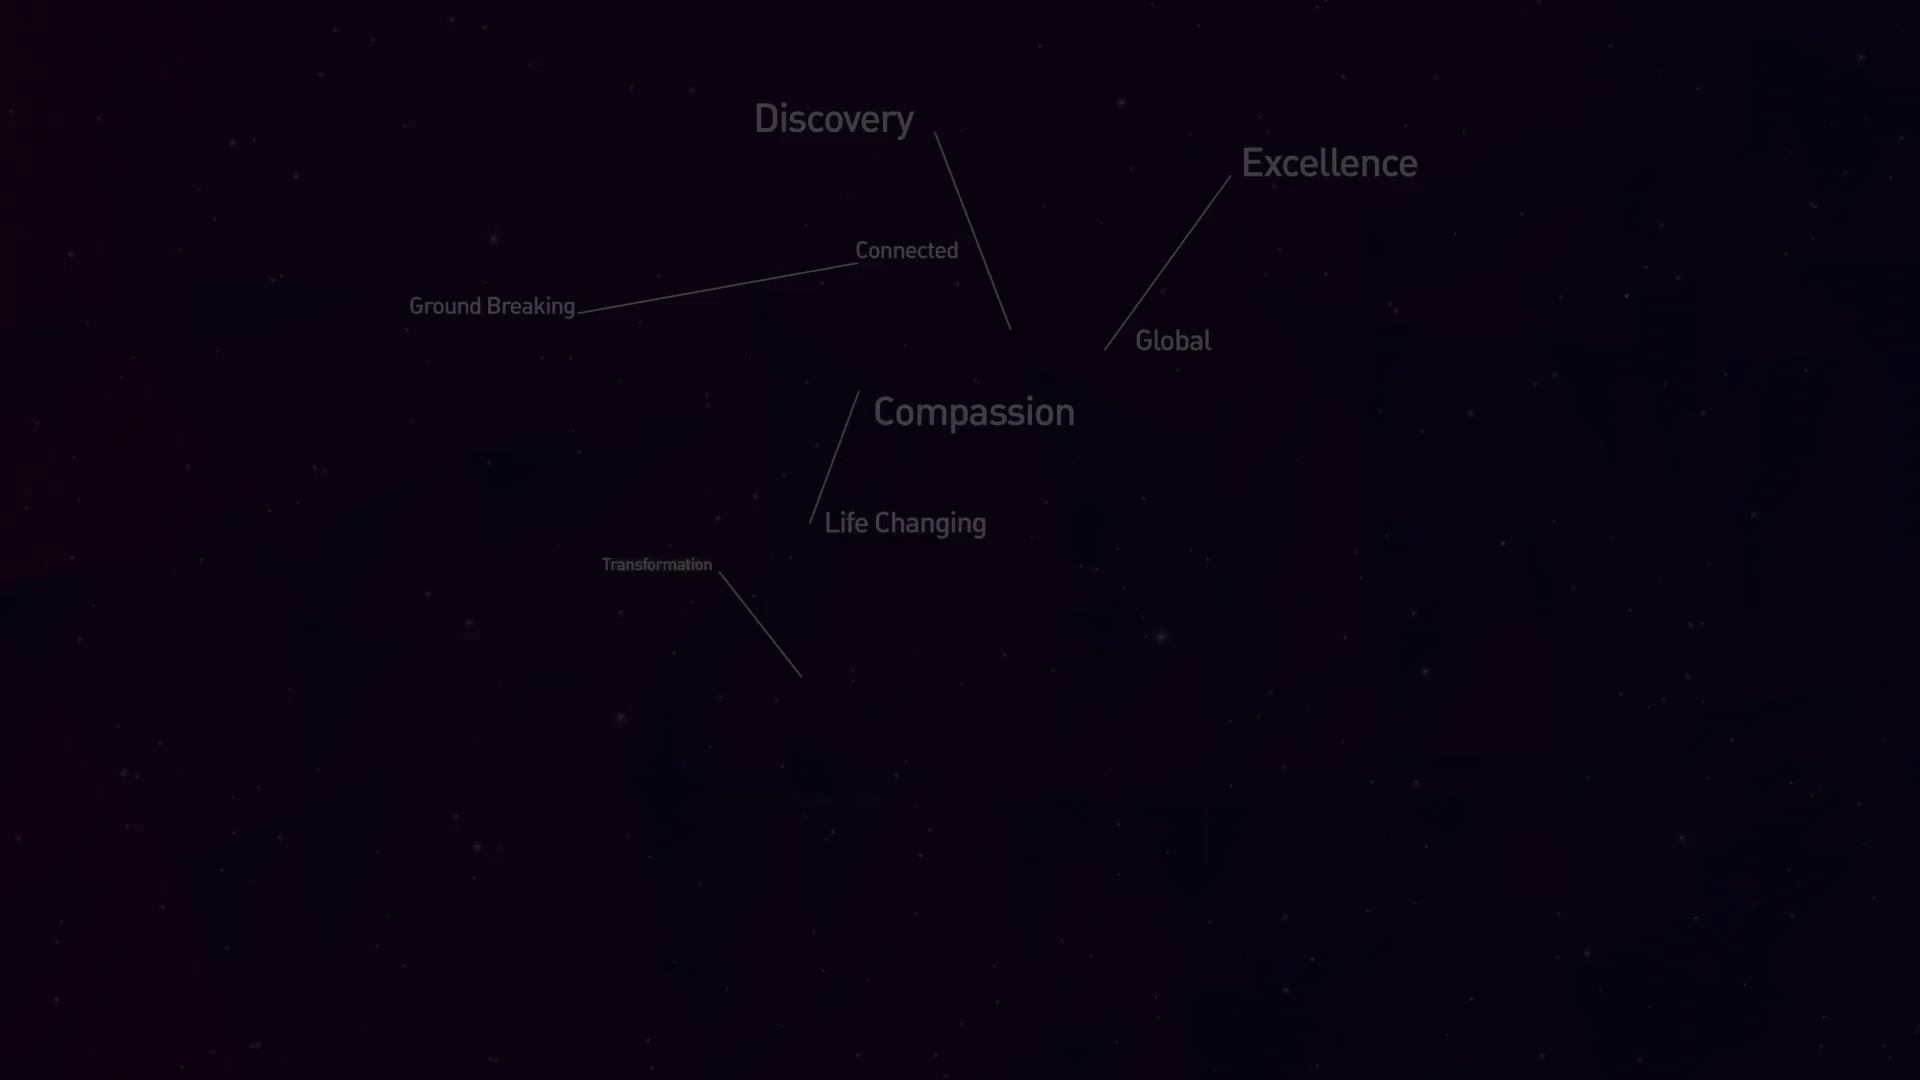 Discovery
Excellence
Connected
Ground Breaking
Global
Compassion
Life Changing
Transformation